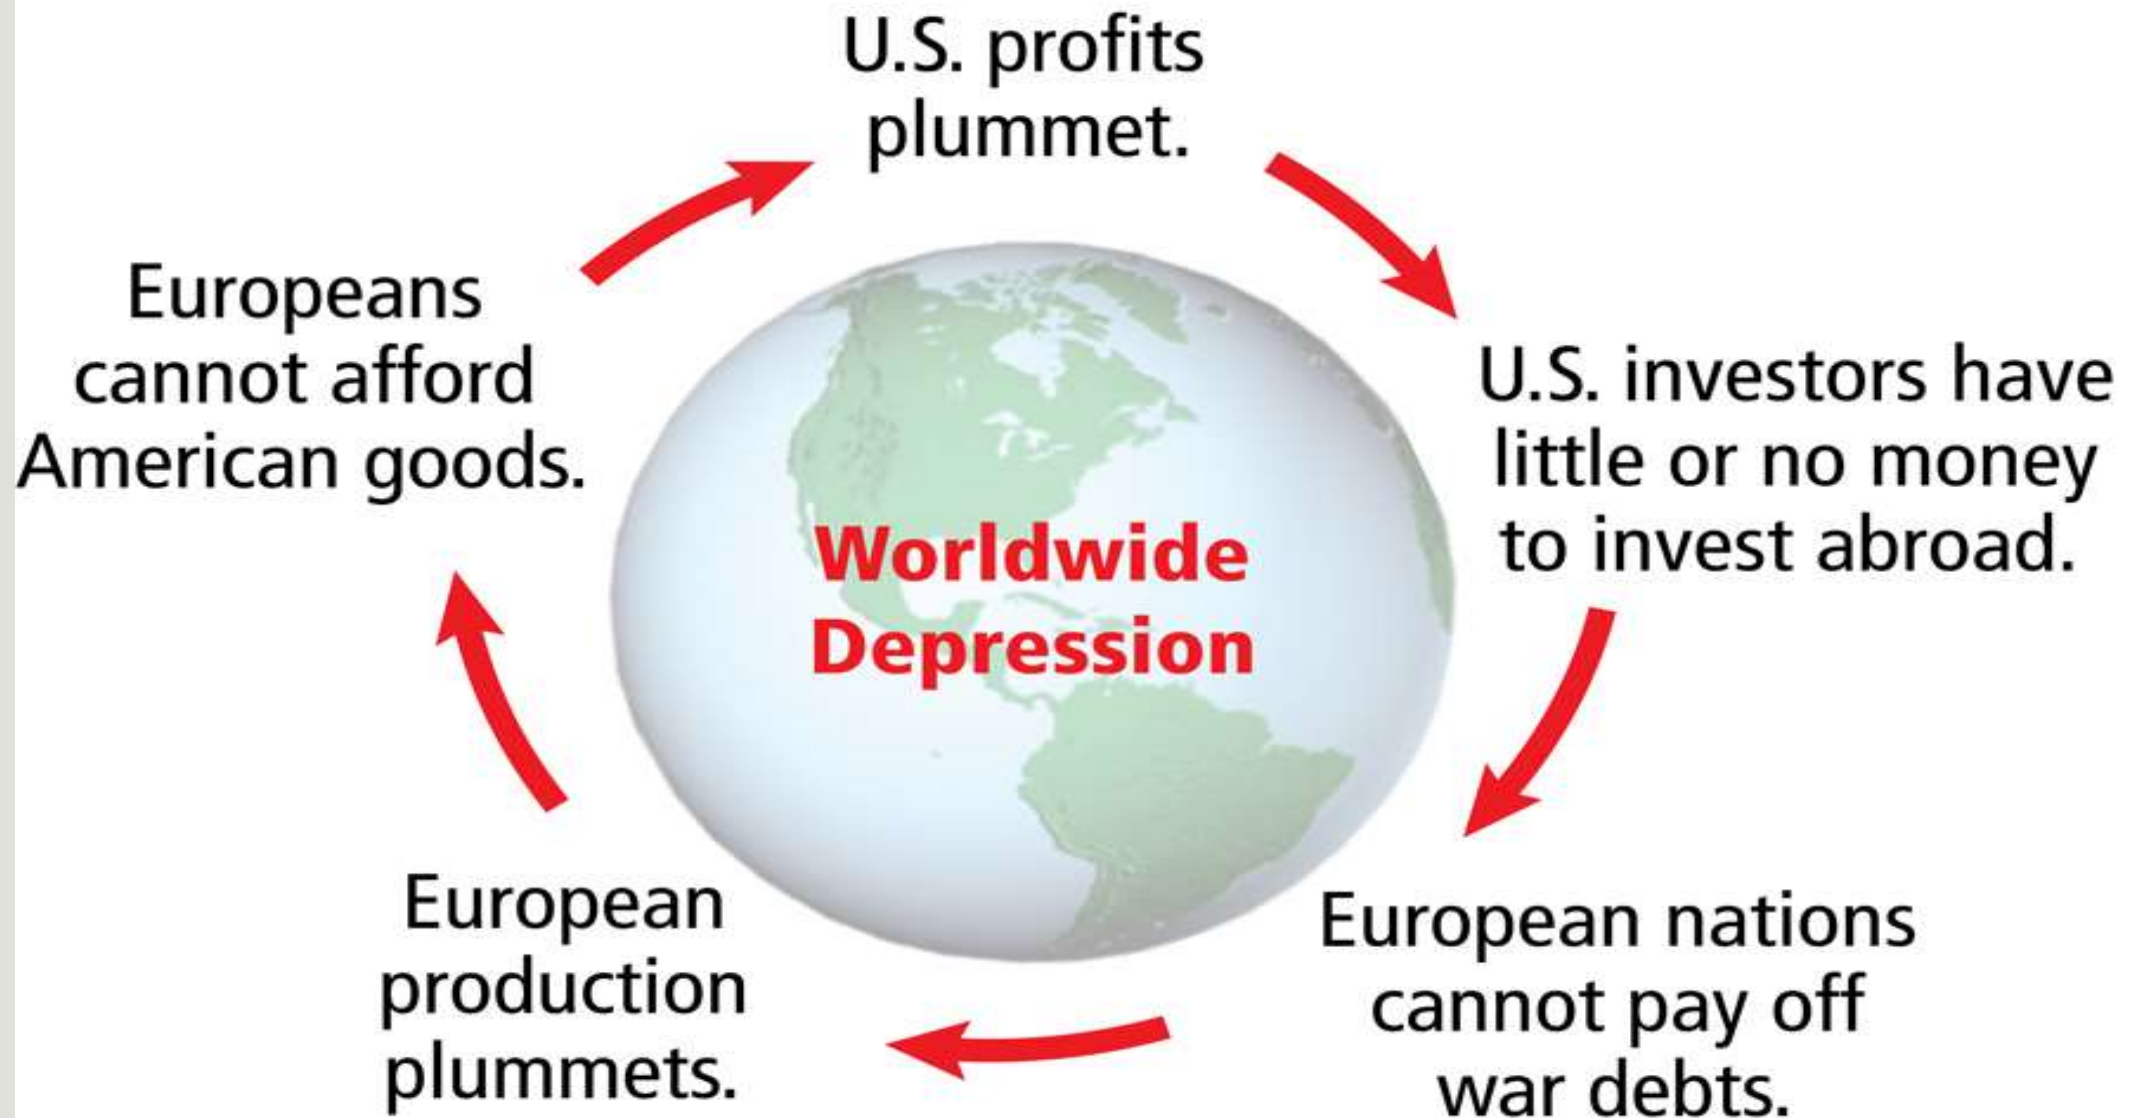 U.S. profits
plummet.
U.S. investors have
little or no money
to invest abroad.
European nations
cannot pay off
war debts.
European
production
plummets.
Europeans
cannot afford
American goods.
Worldwide
Depression